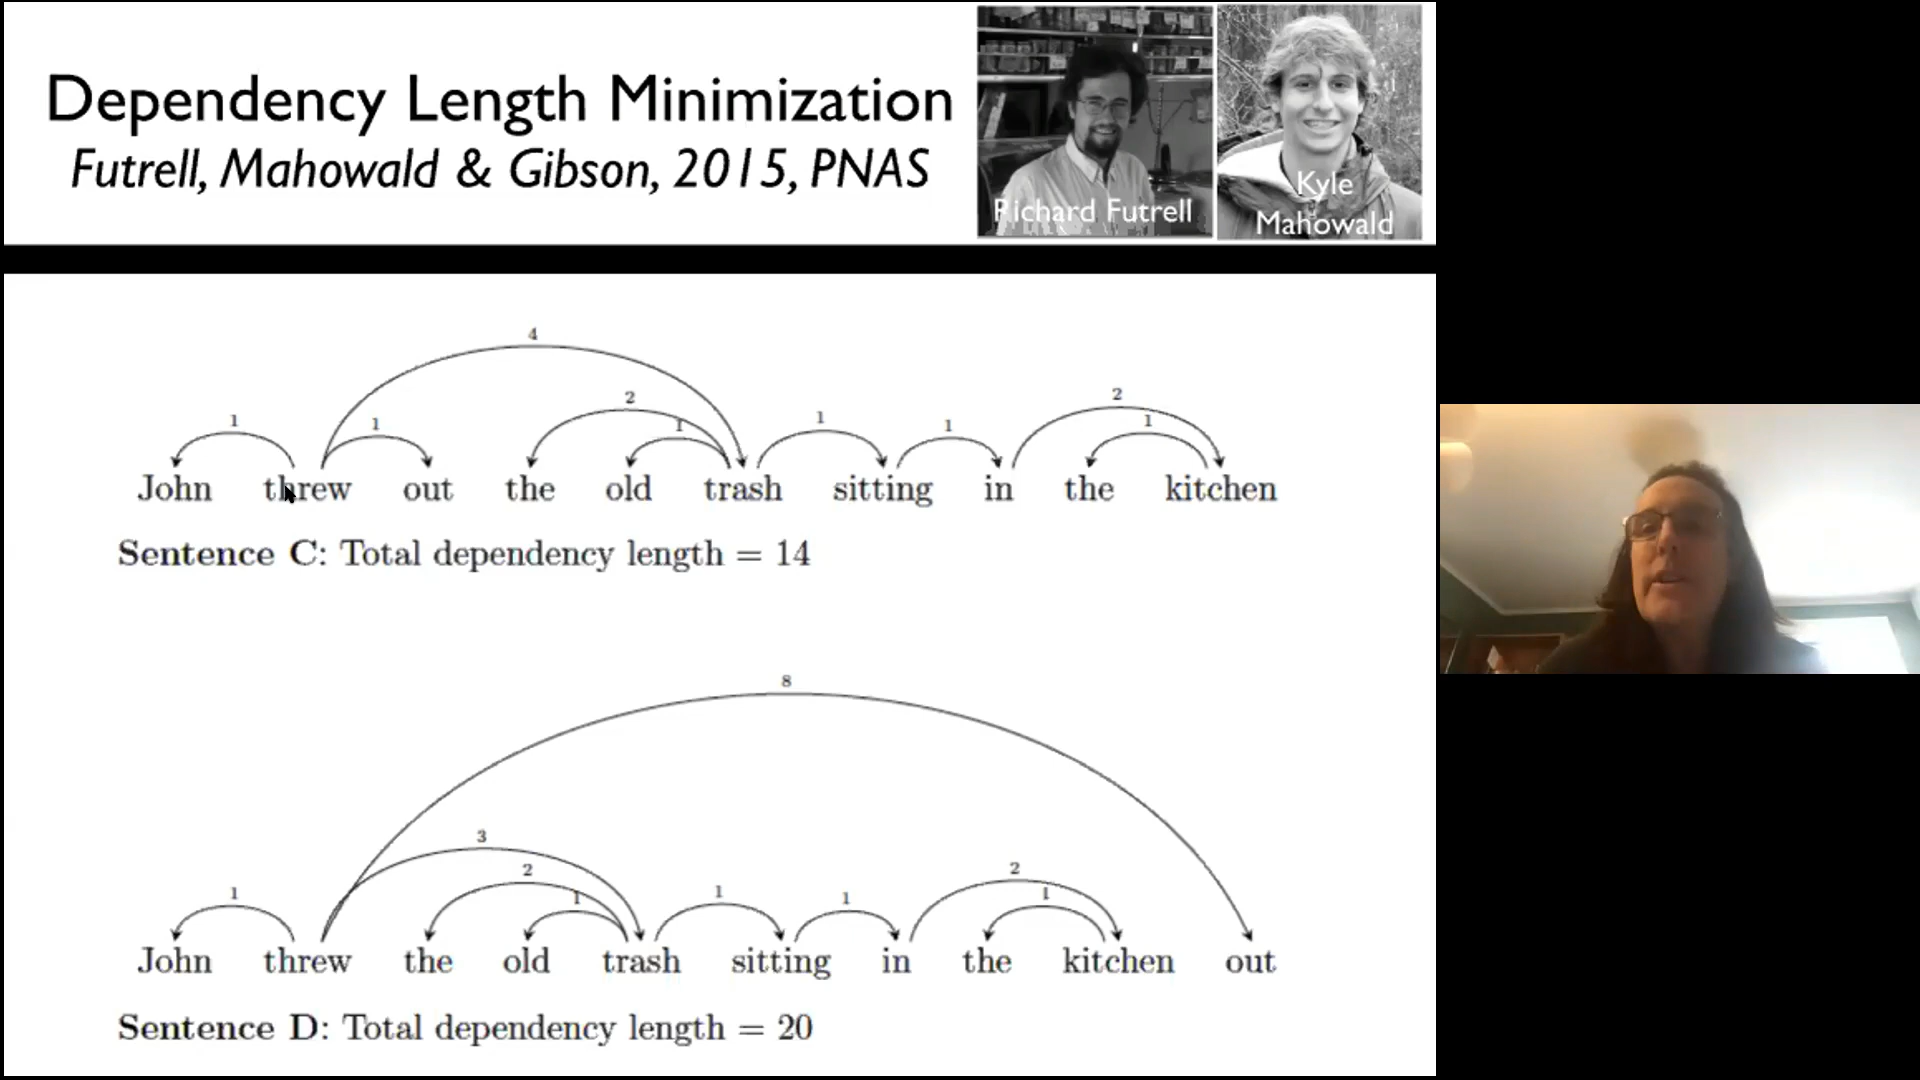 Dependency Length Minimization
Futrell, Mahowald & Gibson, 2015, PNAS
Richard Futrell
Kyle
Mahowald
4
2
2
1
1
1
1
1
1
John threw out the old trash sitting in the kitchen
Sentence C: Total dependency length = 14
8
3
2
2
1
1
1
1
1
John threw the old trash sitting in the kitchen out
Sentence D: Total dependency length = 20